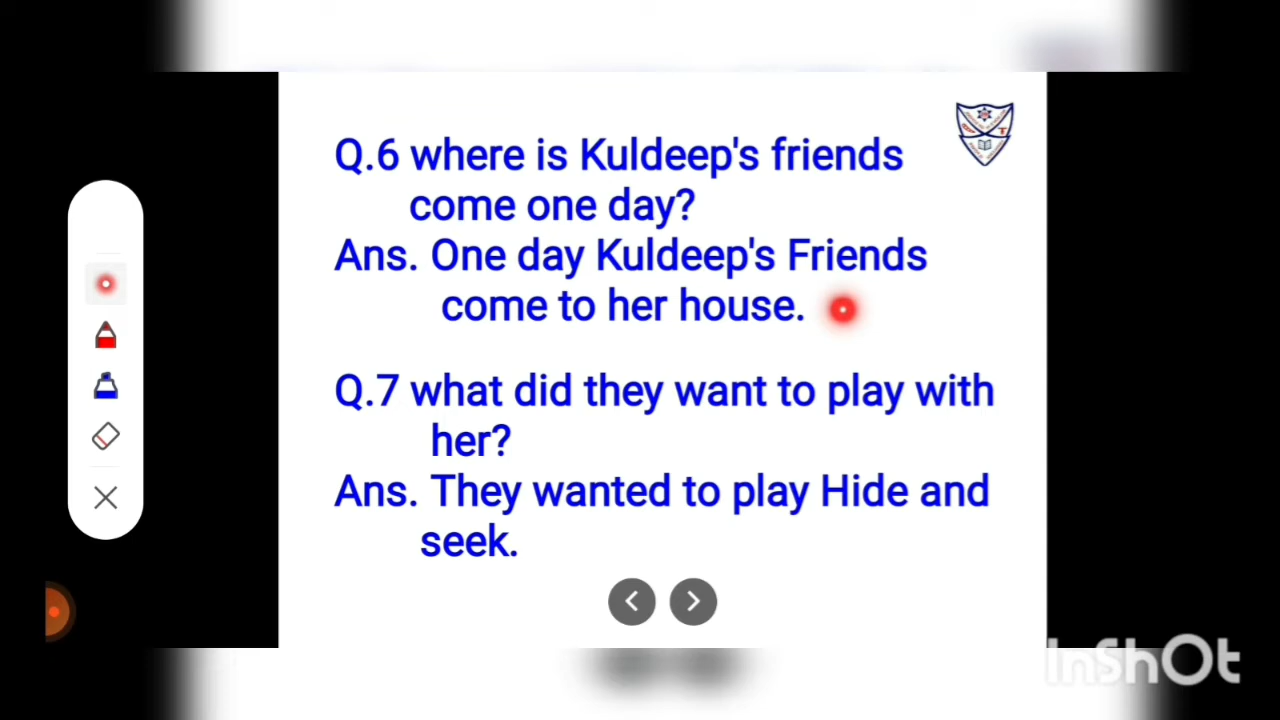 Q.6 where is Kuldeep's friends
come one day?
Ans. One day Kuldeep's Friends
come to her house.
Q.7 what did they want to play with
her?
Ans. They wanted to play Hide and
seek.
InShOt